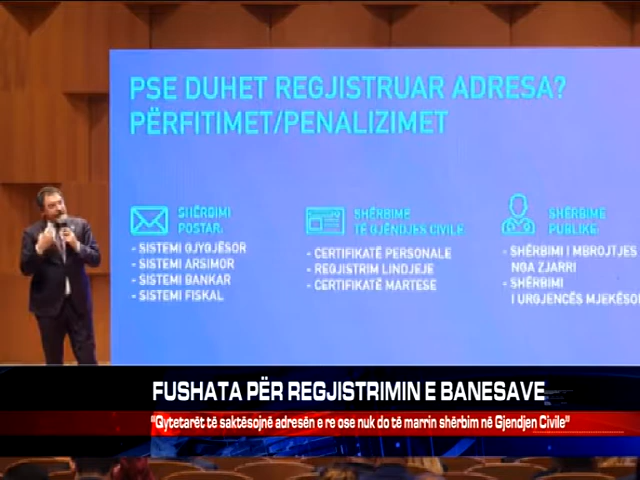 PSE DUHET REGJISTRUAR ADRESA?
PËRFITIMET/PENALIZIMET
SHËRBIMI
POSTAR.
- SISTEMI GJYGJËSOR
- SISTEMI ARSIMOR
- SISTEMI BANKAR
- SISTEMI FISKAL
SHËRBIME
TË GJËNDJES CIVILE
- CERTIFIKATË PERSONALE
- REGJISTRIM LINDJEJE
- CERTIFIKATË MARTESE
SHËRBIME
PUBLIKE.
- SHËRBIMI I MBROJTJES
NGA ZJARRI
- SHËRBIMI
I URGJENCËS MJEKËSO
FUSHATA PËR REGJISTRIMIN E BANESAVE
"Qytetarët të saktësojnë adresën e re ose nuk do të marrin shërbim në Gjendjen Civile"